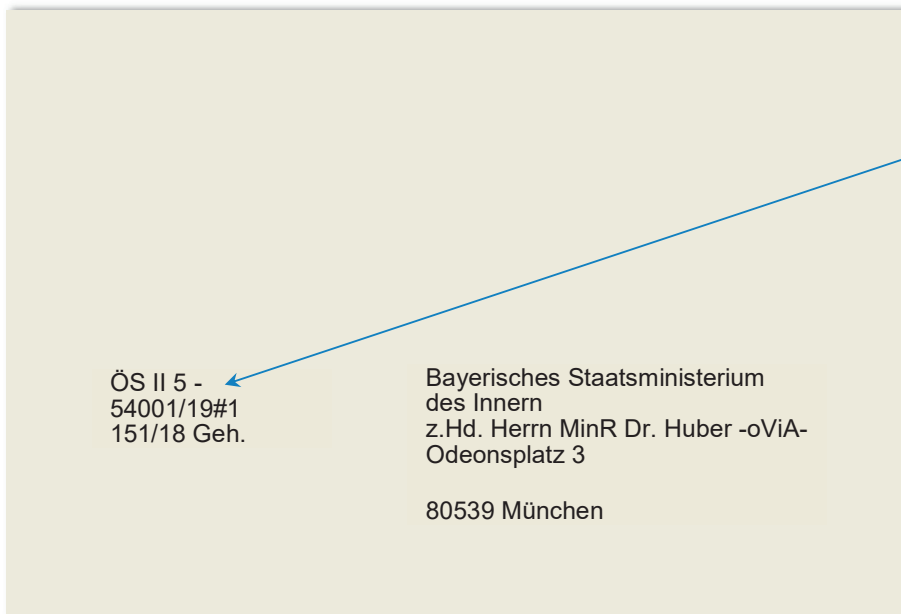 ÖS II 5 -
54001/19#1
151/18 Geh.
Bayerisches Staatsministerium
des Innern
z.Hd. Herrn MinR Dr. Huber -oViA-
Odeonsplatz 3
80539 München